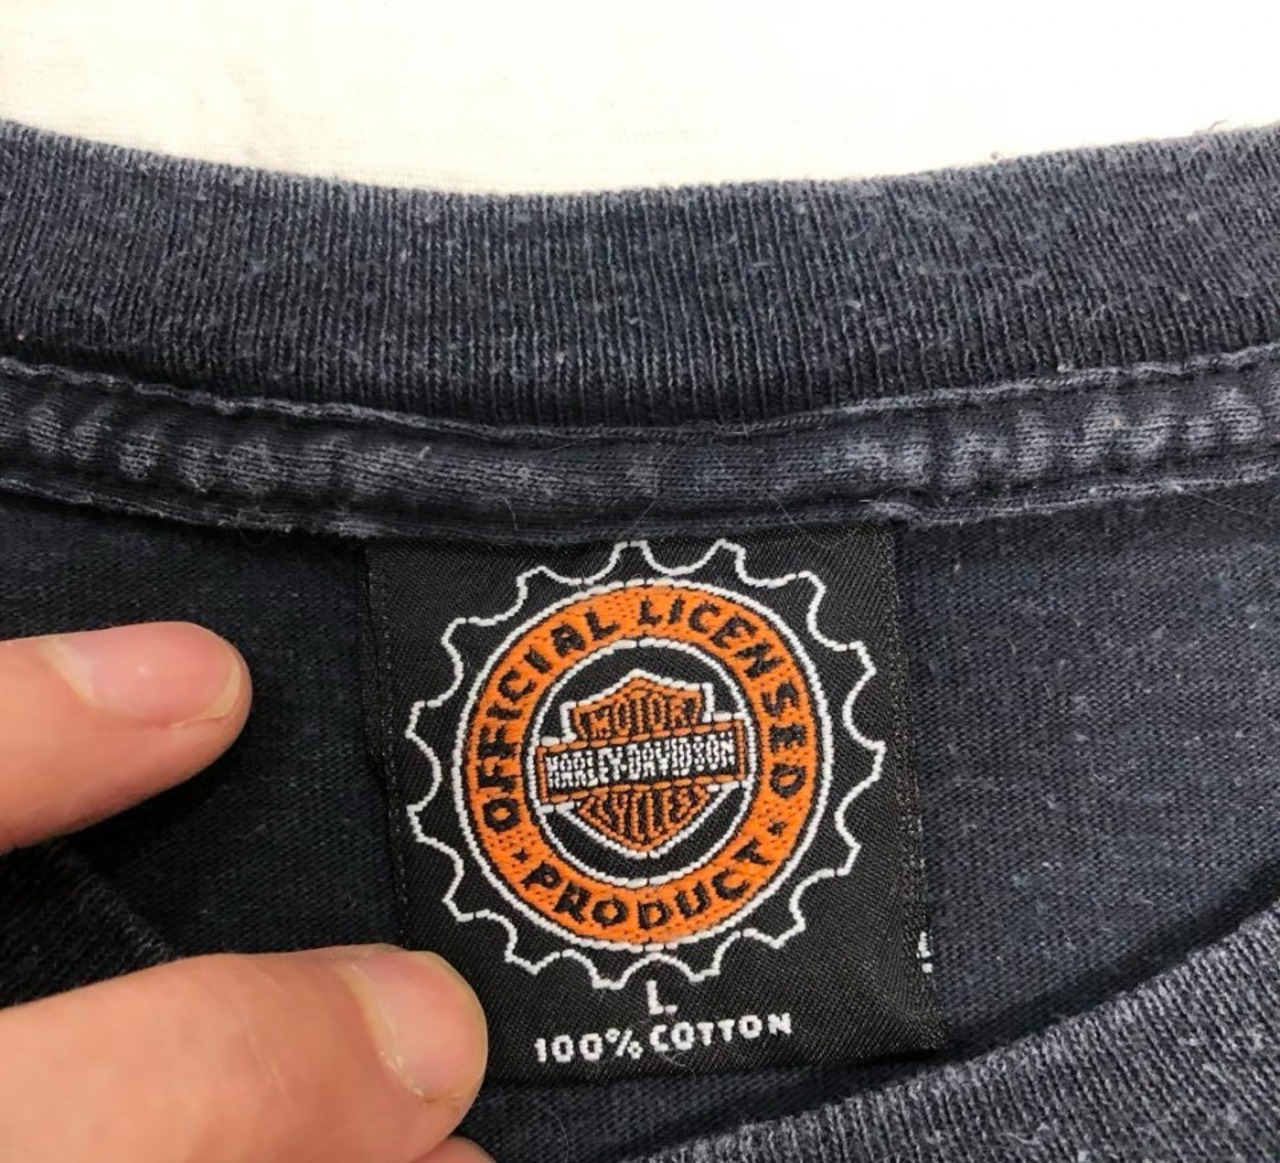 OFFICIAL LICENSED
MOTOR
HARLEY-DAVIDSON
CYCLES
• PRODUCT •
L.
100% COTTON